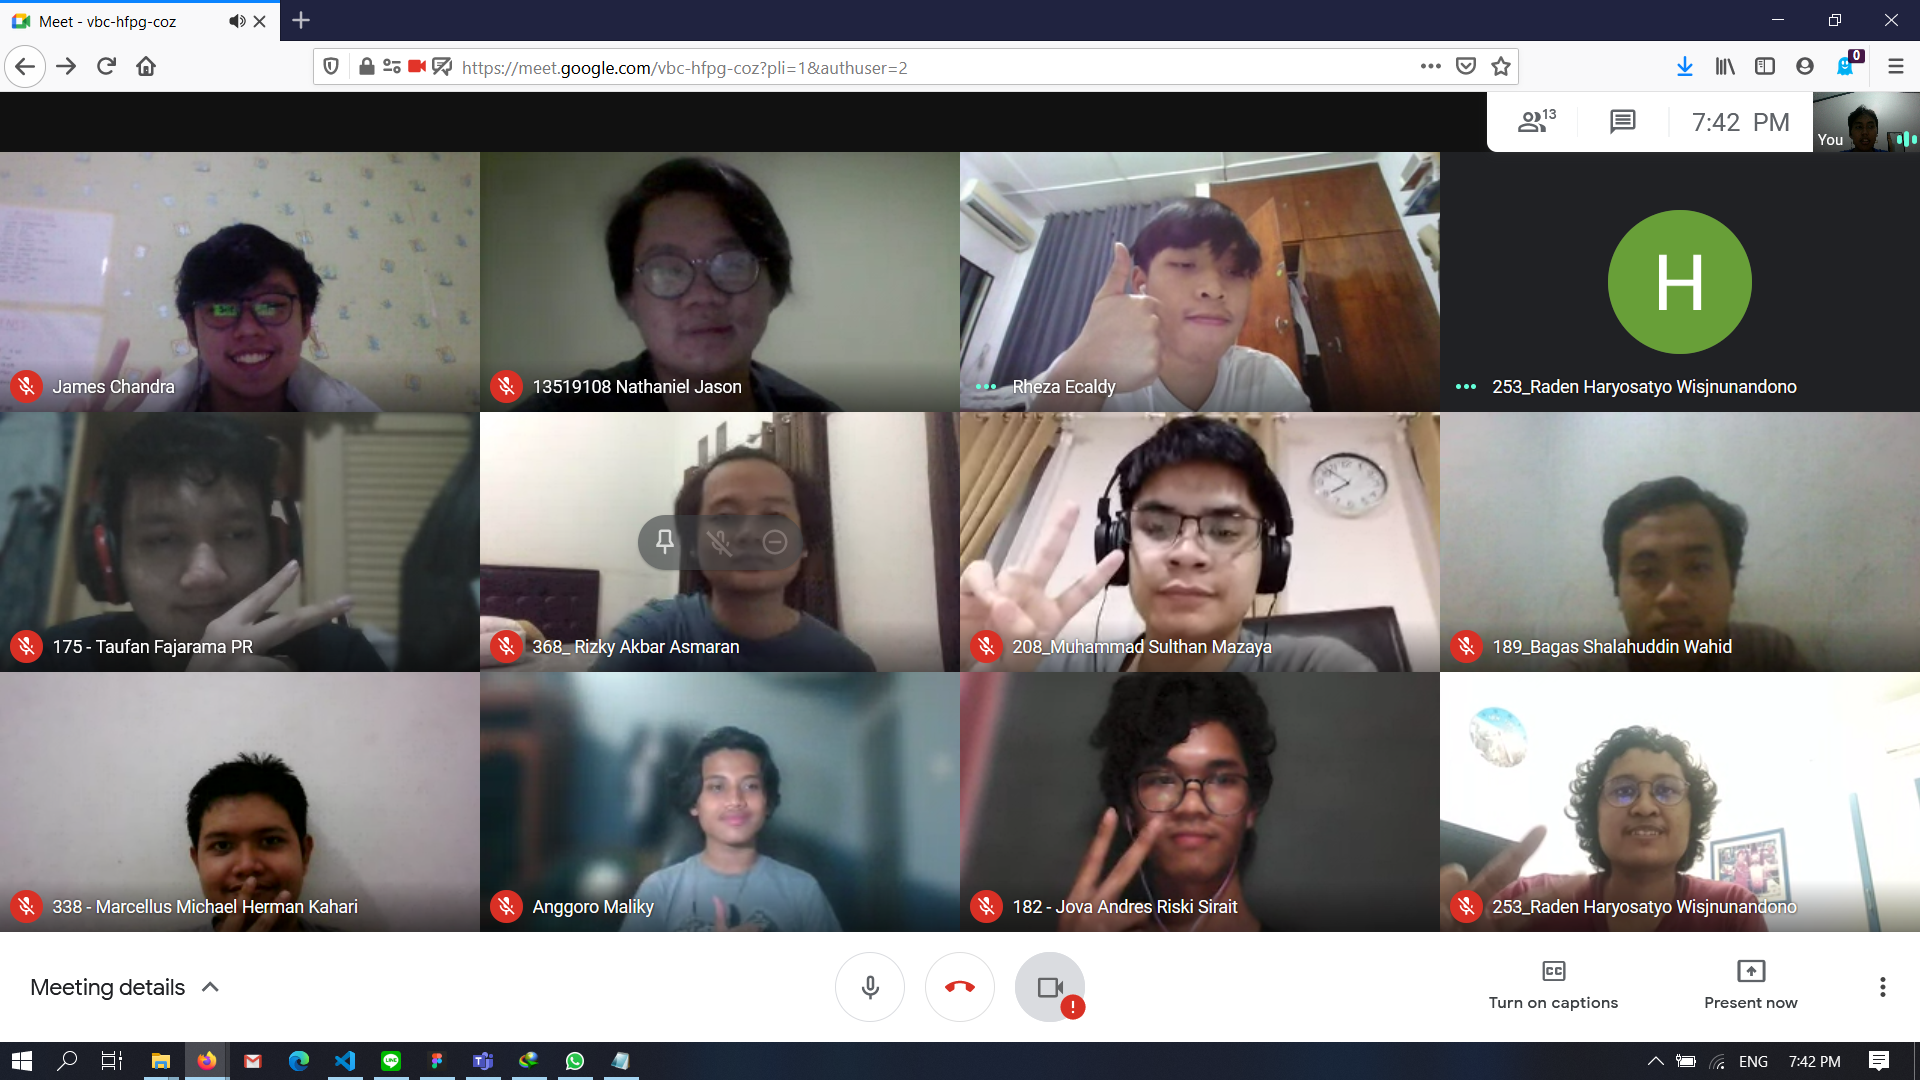 Meet - vbc-hfpg-coz
https://meet.google.com/vbc-hfpg-coz?pli=1&authuser=2
0
13
7:42 PM
You
H
James Chandra
13519108 Nathaniel Jason
Rheza Ecaldy
253_Raden Haryosatyo Wisjnunandono
175 - Taufan Fajarama PR
368_ Rizky Akbar Asmaran
208_Muhammad Sulthan Mazaya
189_Bagas Shalahuddin Wahid
338 - Marcellus Michael Herman Kahari
Anggoro Maliky
182 - Jova Andres Riski Sirait
253_Raden Haryosatyo Wisjnunandono
Meeting details
CC
Turn on captions
Present now
ENG
7:42 PM